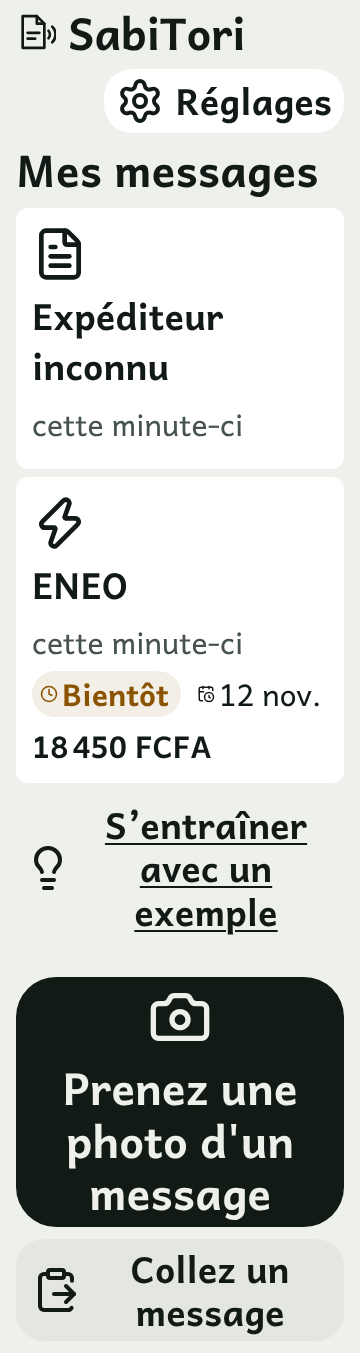 SabiTori
Réglages
Mes messages
Expéditeur
inconnu
cette minute-ci
ENEO
cette minute-ci
Bientôt 12 nov.
18 450 FCFA
S’entraîner
avec un
exemple
Prenez une
photo d'un
message
Collez un
message